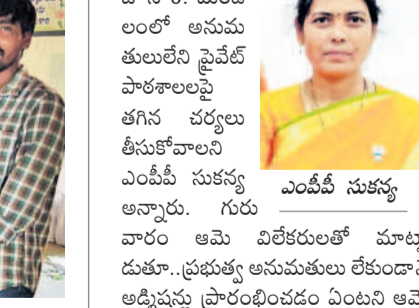 లంలో అనుమ
తులులేని ప్రైవేట్
పాఠశాలలపై
తగిన చర్యలు
తీసుకోవాలని
ఎంపీపీ సుకన్య
అన్నారు. గురు
ఎంపీపీ సుకన్య
వారం ఆమె విలేకరులతో
డుతూ..ప్రభుత్వ అనుమతులు
అడ్మిషన్లు ప్రారంభించడం ఏంటని